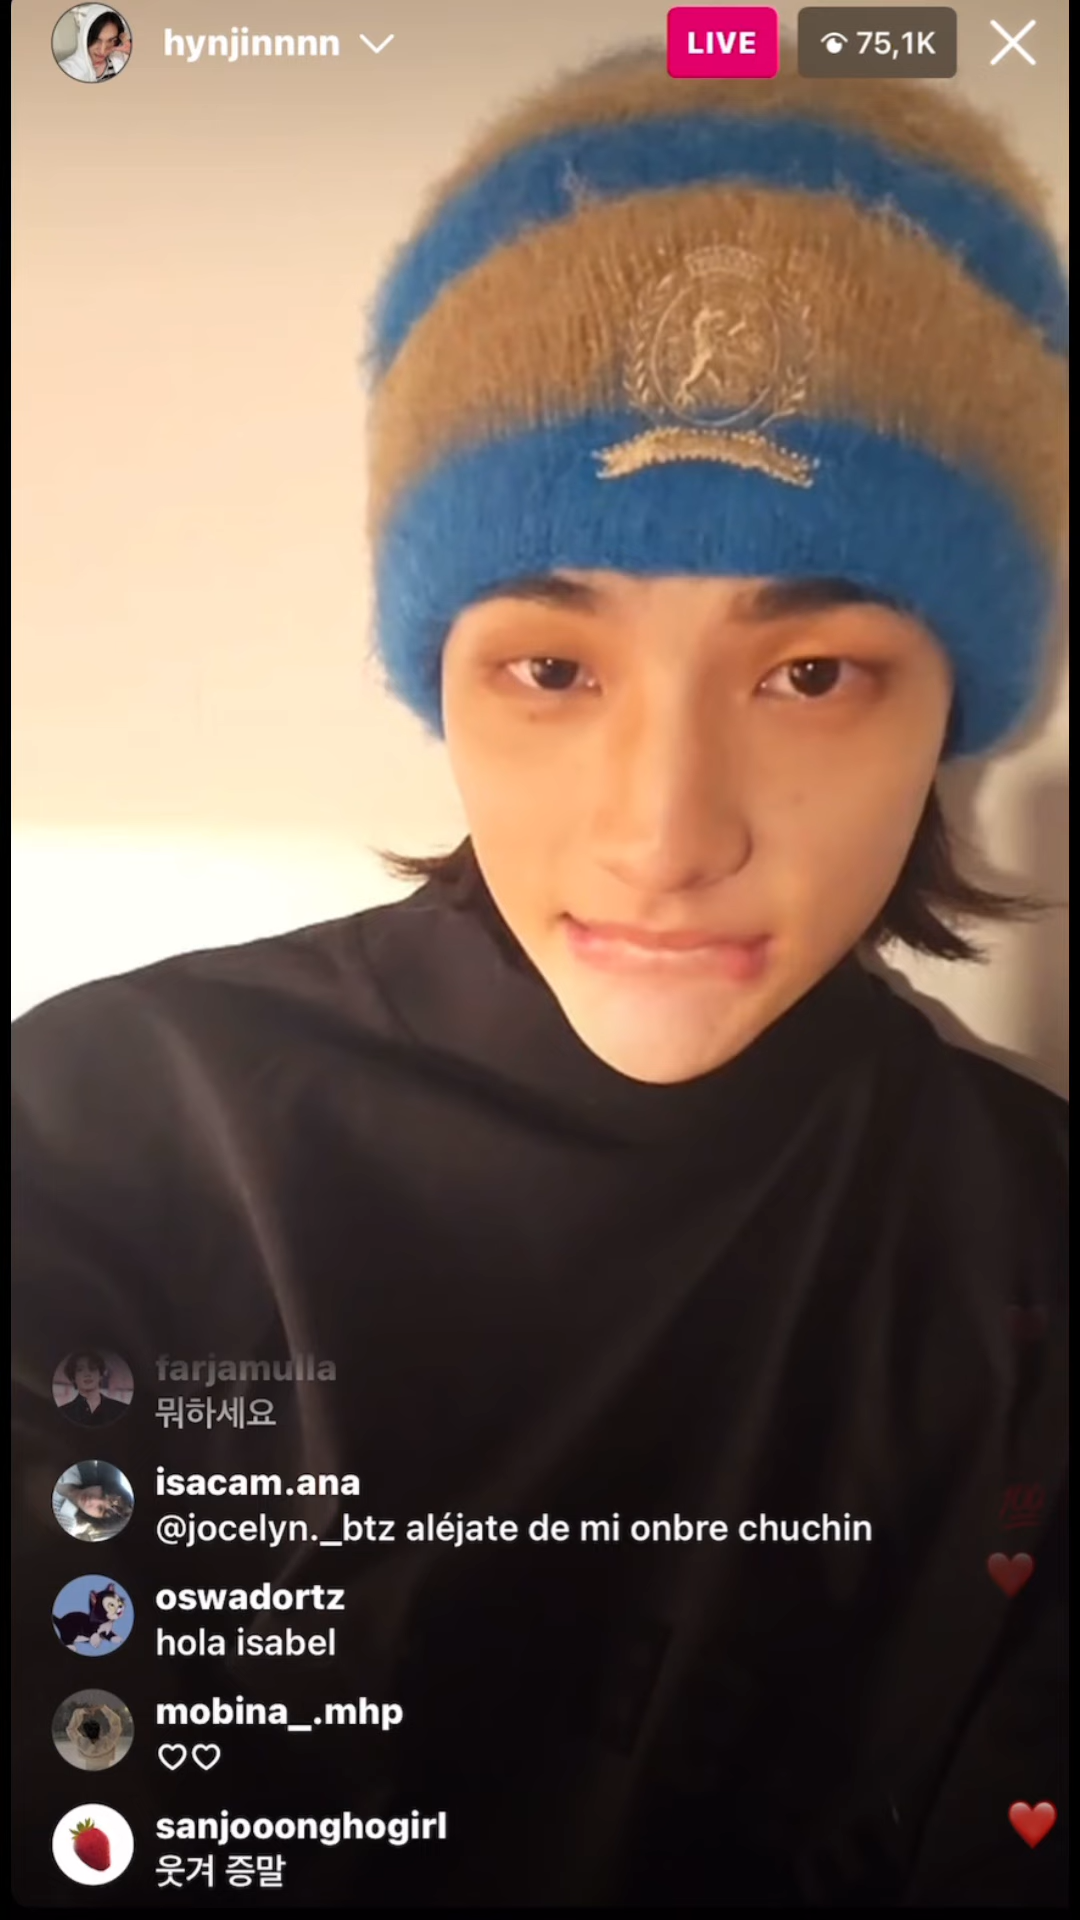 hynjinnnn
LIVE
75,1K
farjamulla
뭐하세요
isacam.ana
@jocelyn._btz aléjate de mi onbre chuchin
oswadortz
hola isabel
mobina_.mhp
♡♡
sanjooonghogirl
웃겨 증말